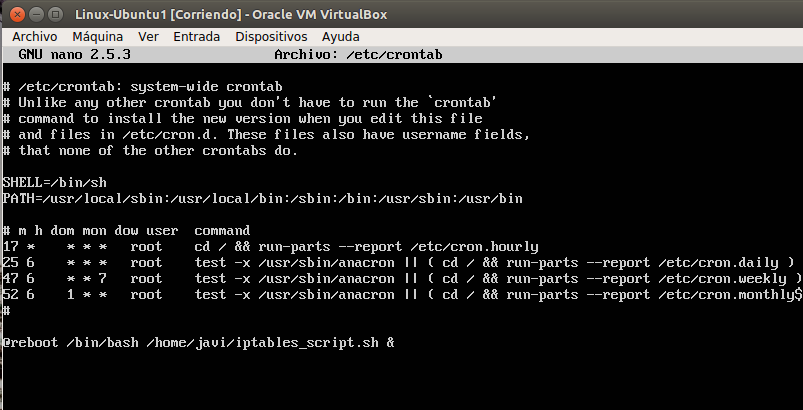 Linux-Ubuntu1 [Corriendo] - Oracle VM VirtualBox
Archivo Máquina Ver Entrada Dispositivos Ayuda
GNU nano 2.5.3 Archivo: /etc/crontab
# /etc/crontab: system-wide crontab
# Unlike any other crontab you don't have to run the `crontab'
# command to install the new version when you edit this file
# and files in /etc/cron.d. These files also have username fields,
# that none of the other crontabs do.
SHELL=/bin/sh
PATH=/usr/local/sbin:/usr/local/bin:/sbin:/bin:/usr/sbin:/usr/bin
# m h dom mon dow user  command
17 *    * * *   root    cd / && run-parts --report /etc/cron.hourly
25 6    * * *   root    test -x /usr/sbin/anacron || ( cd / && run-parts --report /etc/cron.daily )
47 6    * * 7   root    test -x /usr/sbin/anacron || ( cd / && run-parts --report /etc/cron.weekly )
52 6    1 * *   root    test -x /usr/sbin/anacron || ( cd / && run-parts --report /etc/cron.monthly$
#
@reboot /bin/bash /home/javi/iptables_script.sh &